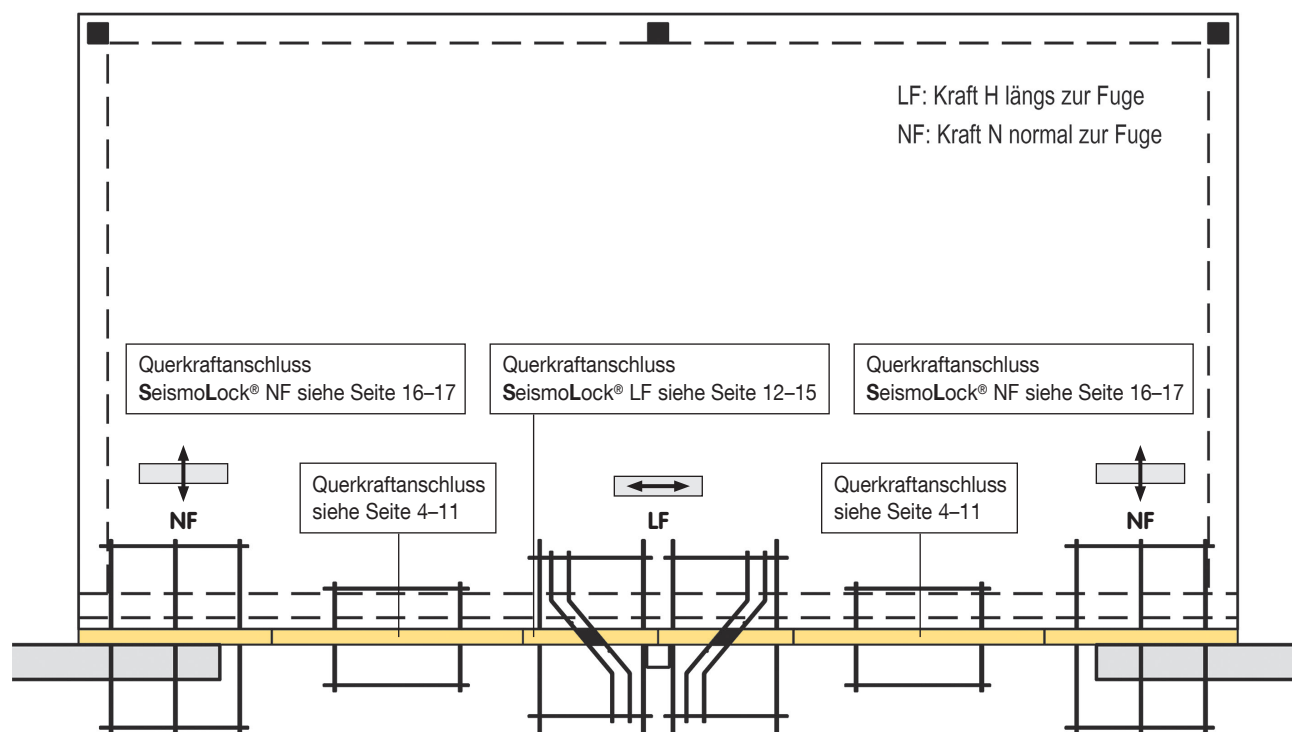 LF: Kraft H längs zur Fuge
NF: Kraft N normal zur Fuge
Querkraftanschluss
SeismoLock® NF siehe Seite 16–17
Querkraftanschluss
SeismoLock® LF siehe Seite 12–15
Querkraftanschluss
SeismoLock® NF siehe Seite 16–17
Querkraftanschluss
siehe Seite 4–11
Querkraftanschluss
siehe Seite 4–11
NF
LF
NF